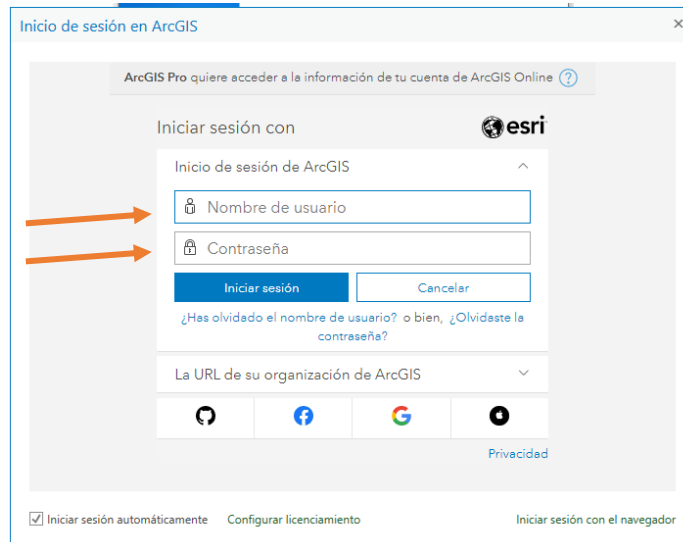 Inicio de sesión en ArcGIS
ArcGIS Pro quiere acceder a la información de tu cuenta de ArcGIS Online ?
Iniciar sesión con
esri
Inicio de sesión de ArcGIS
Nombre de usuario
Contraseña
Iniciar sesión Cancelar
¿Has olvidado el nombre de usuario? o bien, ¿Olvidaste la
contraseña?
La URL de su organización de ArcGIS
Privacidad
Iniciar sesión automáticamente Configurar licenciamiento Iniciar sesión con el navegador